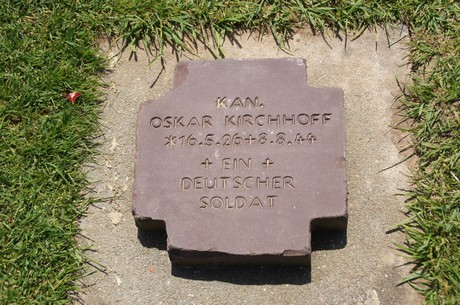 KAN.
OSKAR KIRCHHOFF
*16.5.26+8.8.44
+ EIN +
DEUTSCHER
SOLDAT